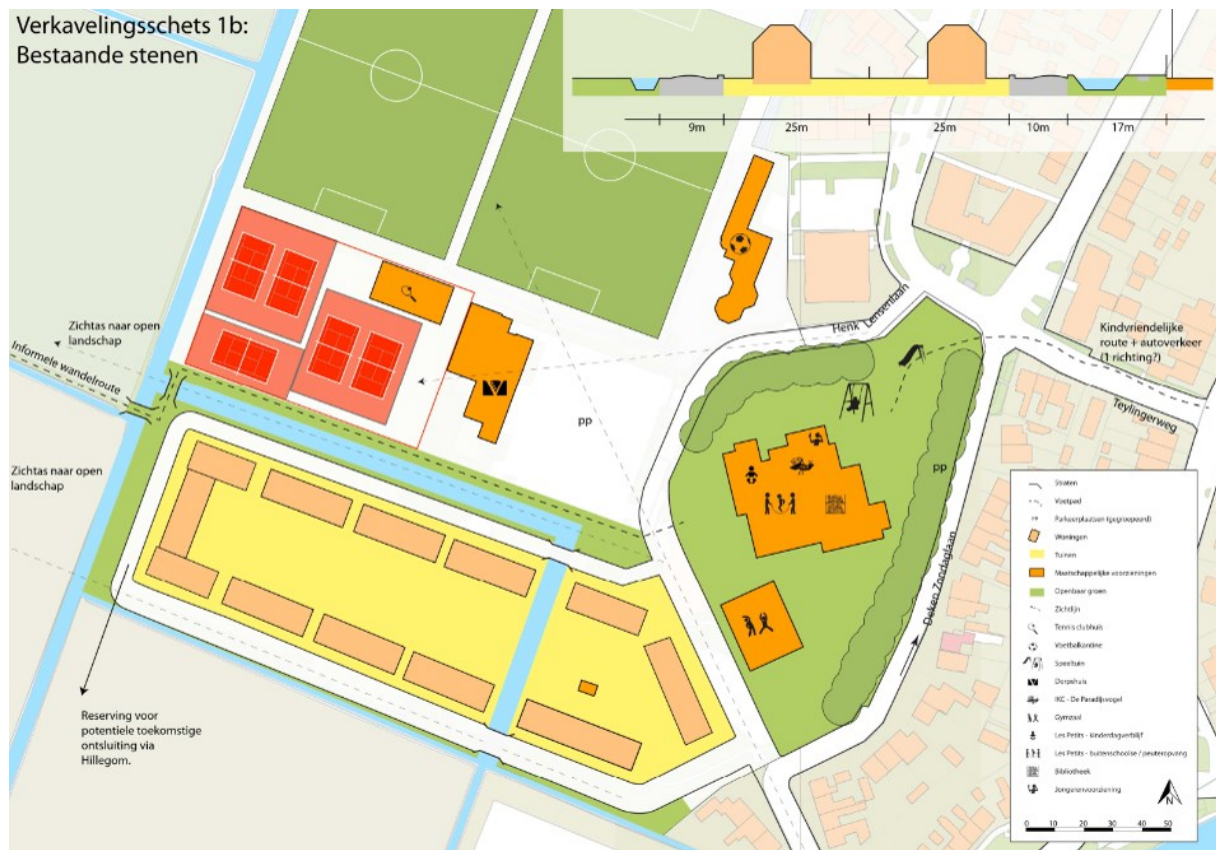 Verkavelingsschets 1b:
Bestaande stenen
9m
25m
25m
10m
17m
Zichtas naar open
landschap
Informele wandelroute
Zichtas naar open
landschap
Henk Lensenlaan
Kindvriendelijke
route + autoverkeer
(1 richting?)
Teylingerweg
pp
pp
Deken Zondaglaan
Reserving voor
potentiele toekomstige
ontsluiting via
Hillegom.
Straten
Voetpad
PP
Parkeerplaatsen (gegroepeerd)
Woningen
Tuinen
Maatschappelijke voorzieningen
Openbaar groen
Zichtlijn
Tennis clubhuis
Voetbalkantine
Speeltuin
Dorpshuis
IKC - De Paradijsvogel
Gymzaal
Les Petits - kinderdagverblijf
Les Petits - buitenschoolse / peuteropvang
Bibliotheek
Jongerenvoorziening
N
0 10 20 30 40 50